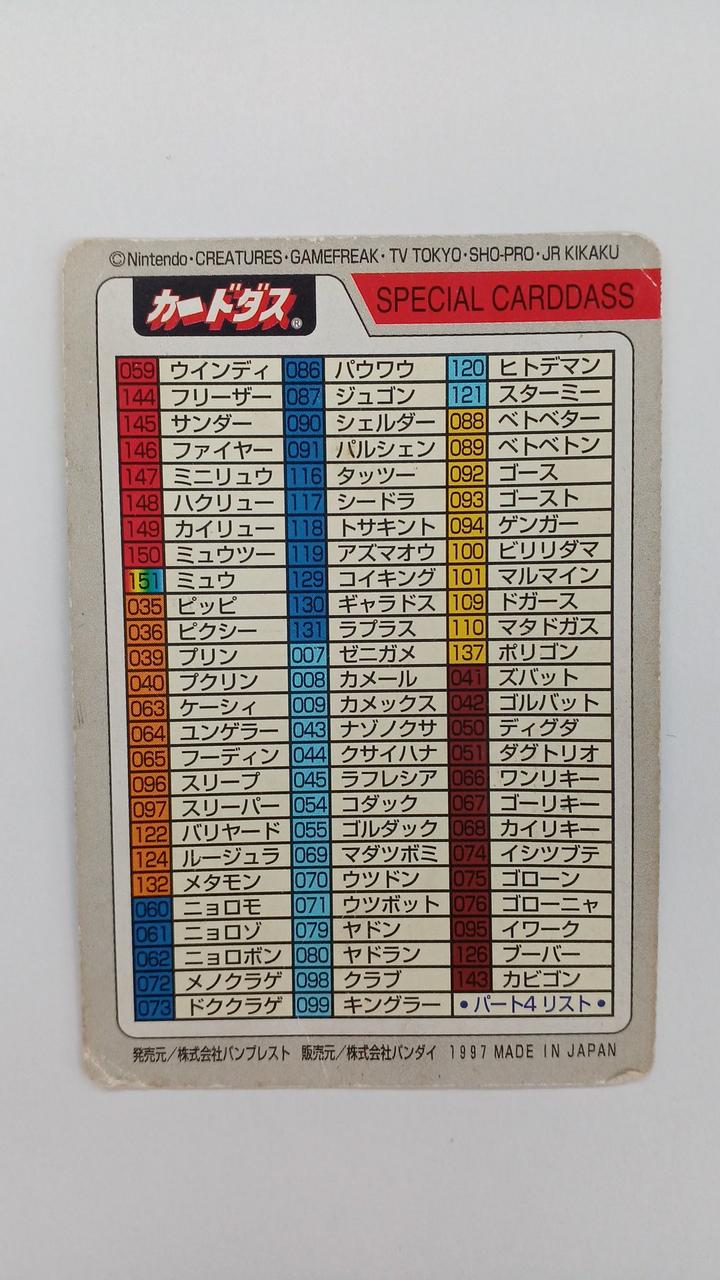 ©Nintendo・CREATURES・GAMEFREAK・TV TOKYO・SHO-PRO・JR KIKAKU
カードダス®
SPECIAL CARDDASS
059 ウインディ 086 パウワウ 120 ヒトデマン
144 フリーザー 087 ジュゴン 121 スターミー
145 サンダー 090 シェルダー 088 ベトベター
146 ファイヤー 091 パルシェン 089 ベトベトン
147 ミニリュウ 116 タッツー 092 ゴース
148 ハクリュー 117 シードラ 093 ゴースト
149 カイリュー 118 トサキント 094 ゲンガー
150 ミュウツー 119 アズマオウ 100 ビリリダマ
151 ミュウ 129 コイキング 101 マルマイン
035 ピッピ 130 ギャラドス 109 ドガース
036 ピクシー 131 ラプラス 110 マタドガス
039 プリン 007 ゼニガメ 137 ポリゴン
040 プクリン 008 カメール 041 ズバット
063 ケーシィ 009 カメックス 042 ゴルバット
064 ユンゲラー 043 ナゾノクサ 050 ディグダ
065 フーディン 044 クサイハナ 051 ダグトリオ
096 スリープ 045 ラフレシア 066 ワンリキー
097 スリーパー 054 コダック 067 ゴーリキー
122 バリヤード 055 ゴルダック 068 カイリキー
124 ルージュラ 069 マダツボミ 074 イシツブテ
132 メタモン 070 ウツドン 075 ゴローン
060 ニョロモ 071 ウツボット 076 ゴローニャ
061 ニョロゾ 079 ヤドン 095 イワーク
062 ニョロボン 080 ヤドラン 126 ブーバー
072 メノクラゲ 098 クラブ 143 カビゴン
073 ドククラゲ 099 キングラー •パート4 リスト•
発売元／株式会社バンプレスト 販売元／株式会社バンダイ 1997 MADE IN JAPAN